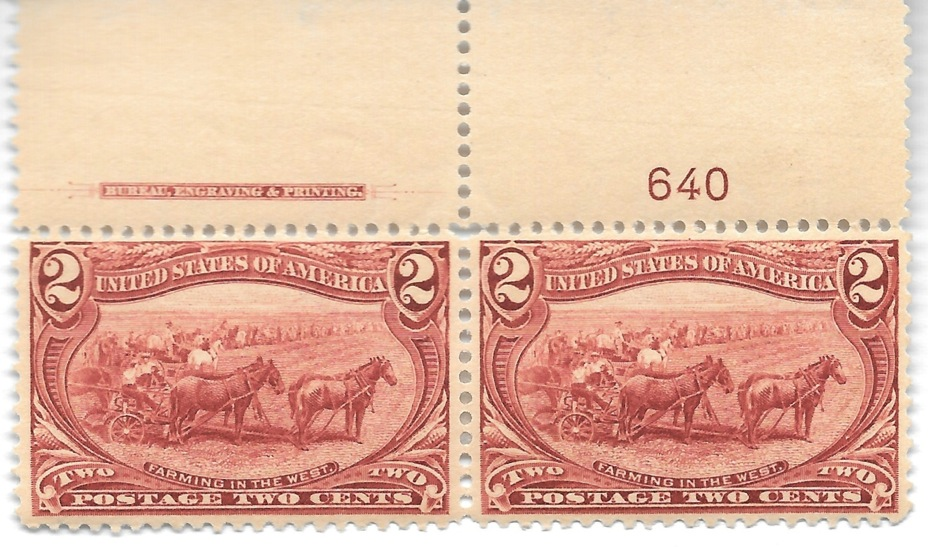 BUREAU, ENGRAVING & PRINTING.
640
2 2
UNITED STATES OF AMERICA
FARMING IN THE WEST.
TWO TWO
POSTAGE TWO CENTS
2 2
UNITED STATES OF AMERICA
FARMING IN THE WEST.
TWO TWO
POSTAGE TWO CENTS